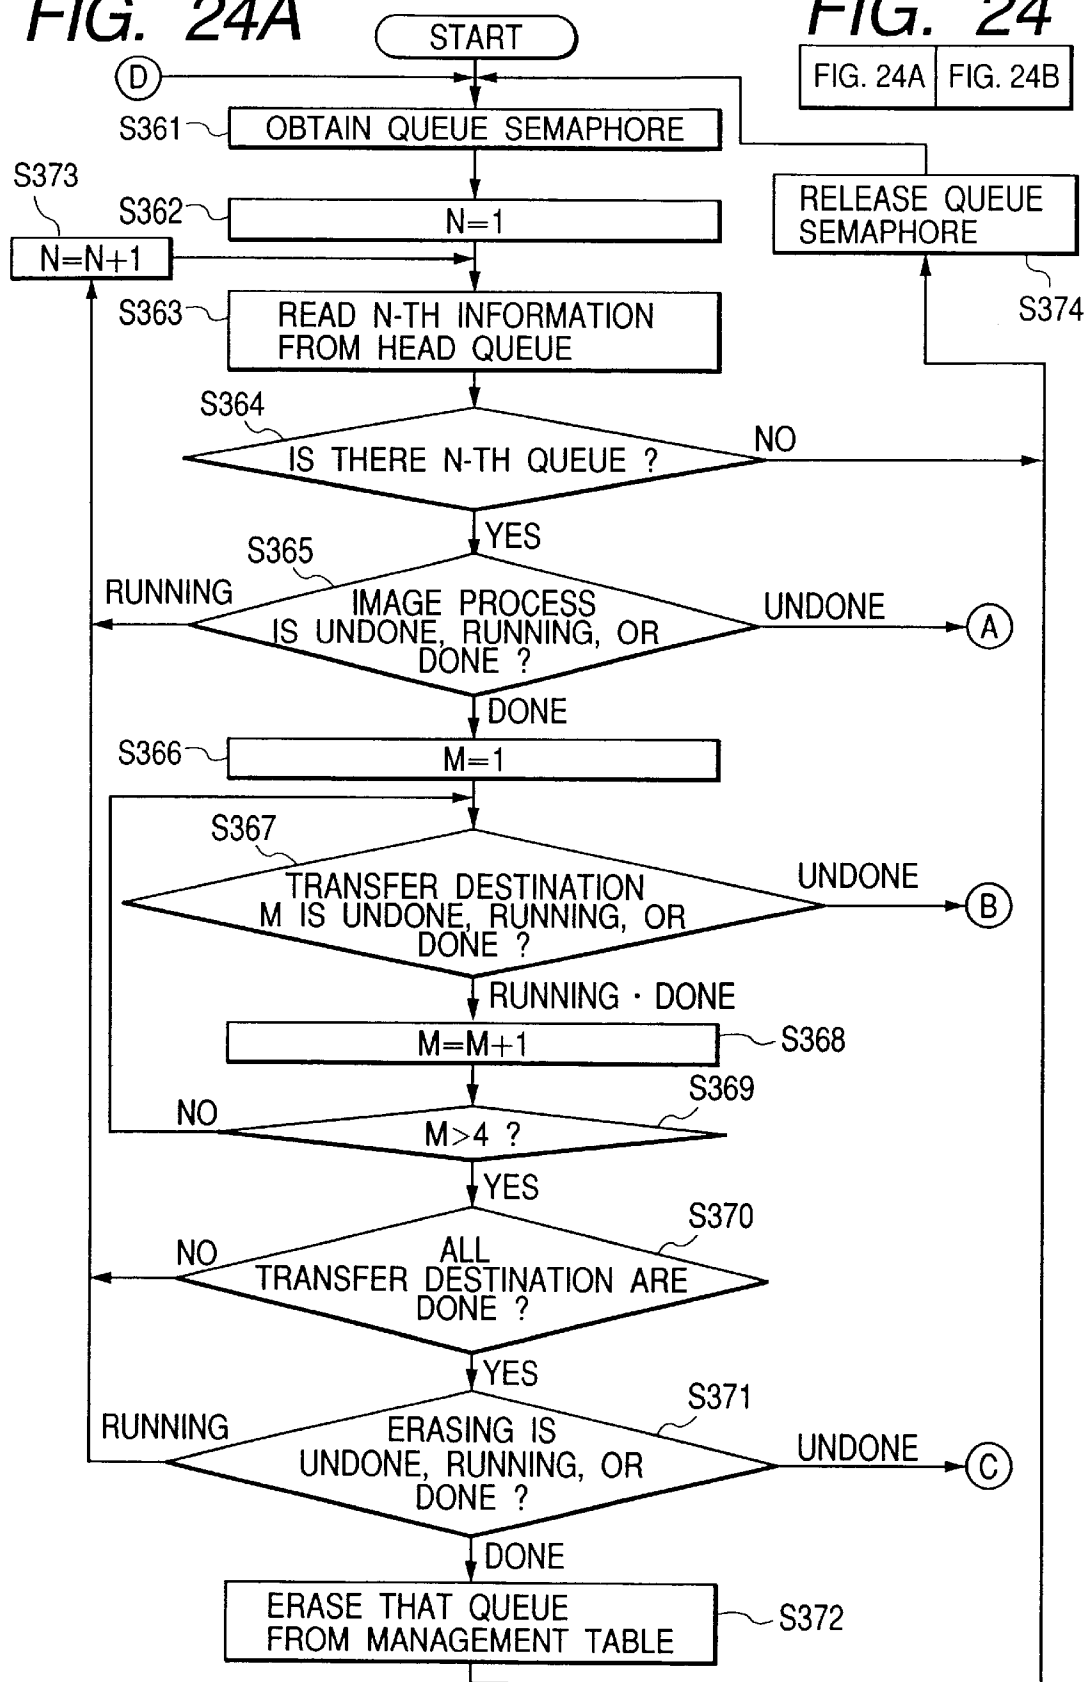 FIG. 24A
FIG. 24
START
FIG. 24A
FIG. 24B
D
S361
OBTAIN QUEUE SEMAPHORE
S373
S362
N=1
RELEASE QUEUE
SEMAPHORE
N=N+1
S374
S363
READ N-TH INFORMATION
FROM HEAD QUEUE
S364
IS THERE N-TH QUEUE ?
NO
YES
S365
RUNNING
IMAGE PROCESS
IS UNDONE, RUNNING, OR
DONE ?
UNDONE
A
DONE
S366
M=1
S367
TRANSFER DESTINATION
M IS UNDONE, RUNNING, OR
DONE ?
UNDONE
B
RUNNING · DONE
M=M+1
S368
S369
NO
M>4 ?
YES
S370
NO
ALL
TRANSFER DESTINATION ARE
DONE ?
YES
S371
RUNNING
ERASING IS
UNDONE, RUNNING, OR
DONE ?
UNDONE
C
DONE
ERASE THAT QUEUE
FROM MANAGEMENT TABLE
S372